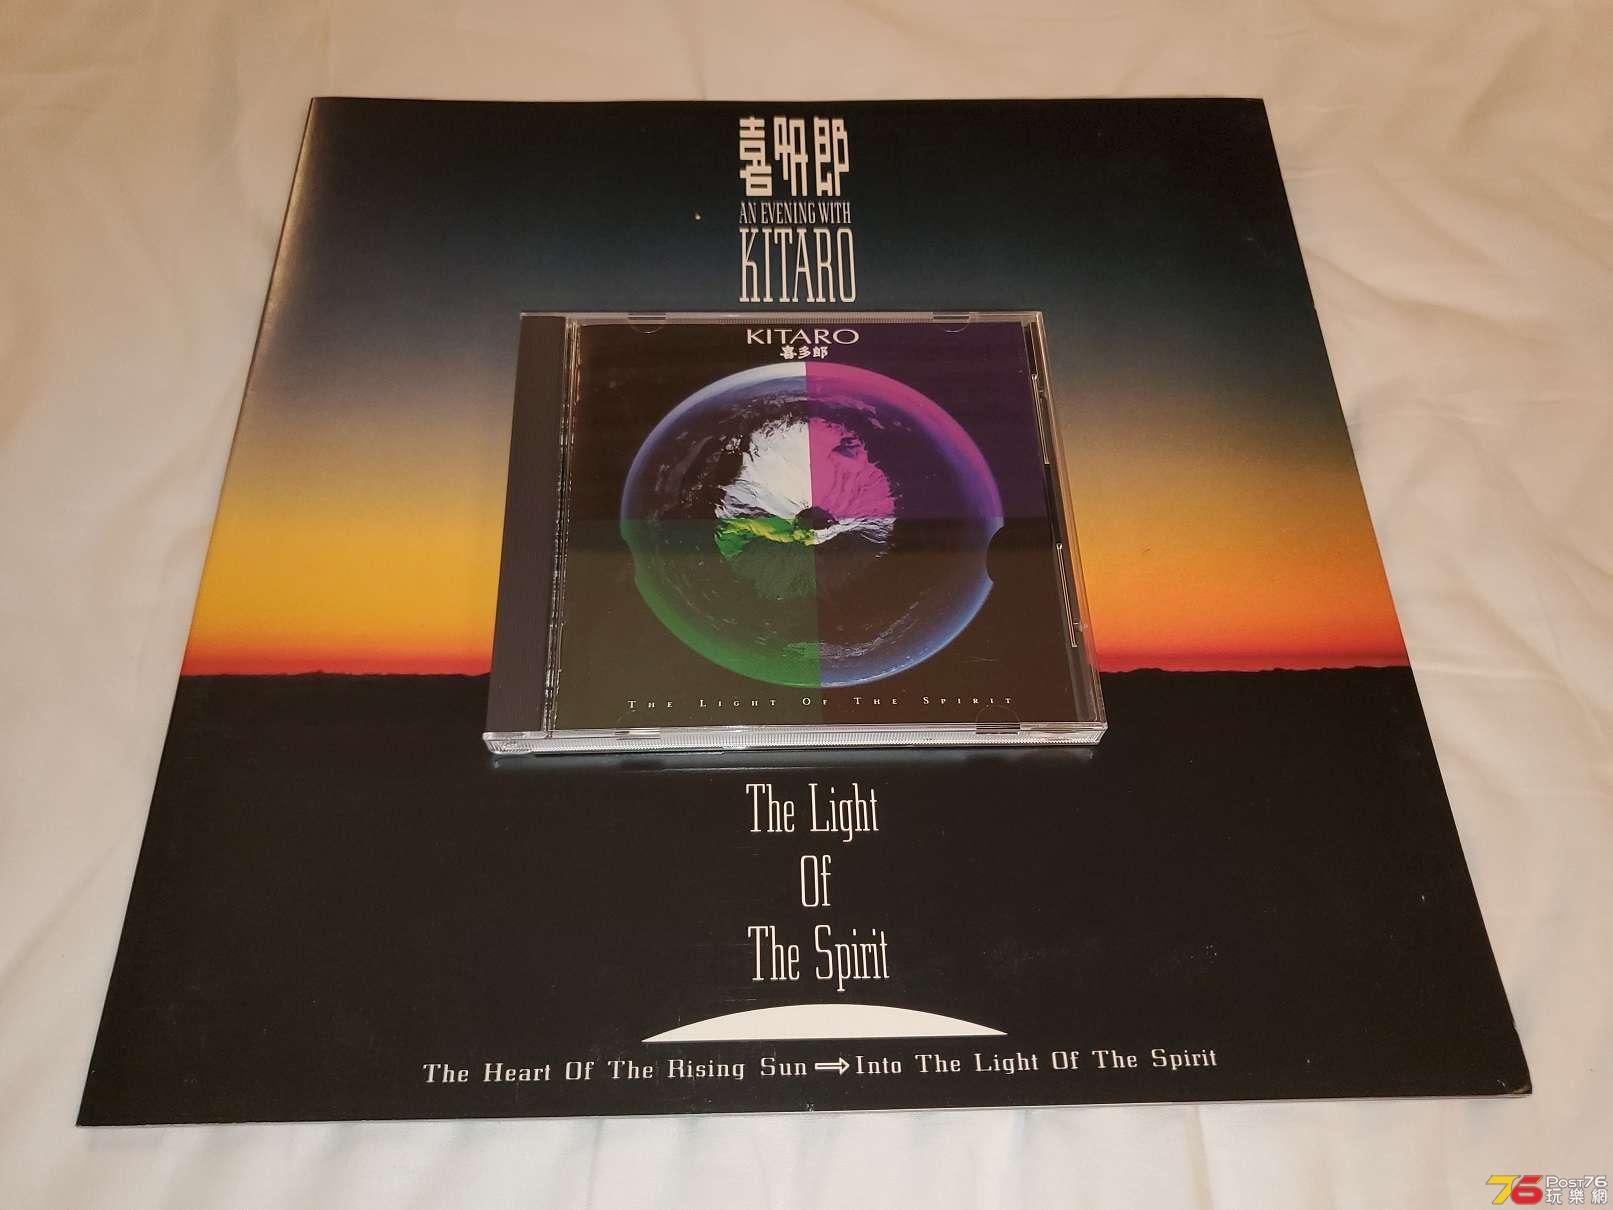 喜多郎
AN EVENING WITH
KITARO
KITARO
喜多郎
THE LIGHT OF THE SPIRIT
The Light
Of
The Spirit
The Heart Of The Rising Sun ⇒ Into The Light Of The Spirit
76 POST76
玩樂網